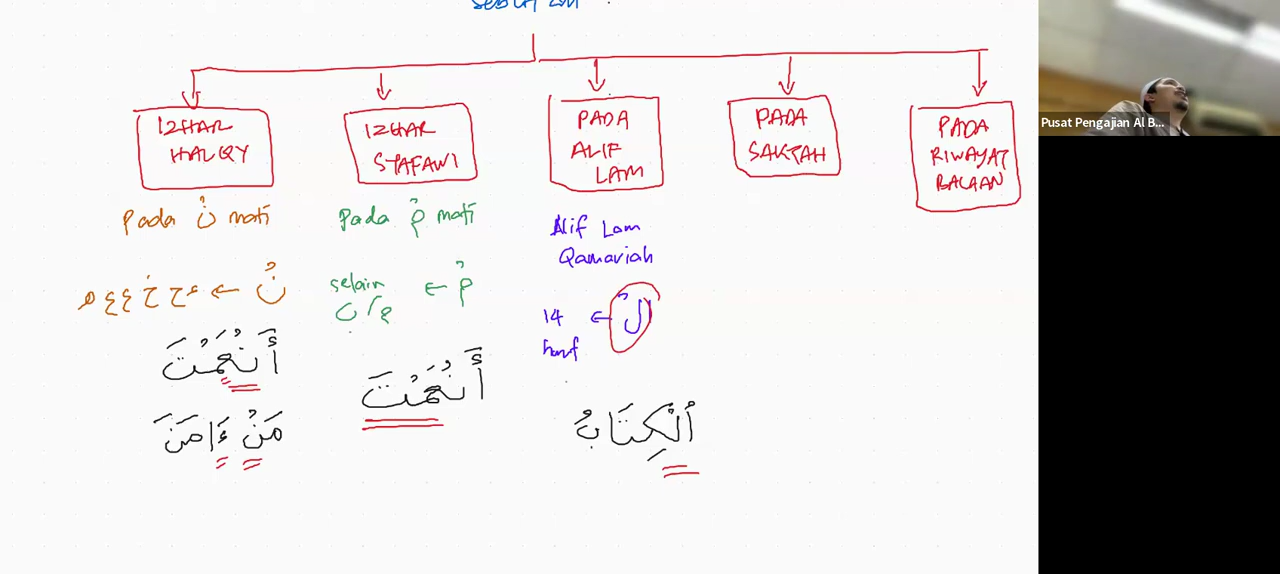 IZHAR
HALQY
IZHAR
SYAFAWI
PADA
ALIF
LAM
PADA
SAKTAH
PADA
RIWAYAT
BACAAN
Pada نْ mati
Pada مْ mati
Alif Lam
Qamariah
نْ ← ء ح خ ع غ ه
selain ← مْ
م / ب
14 ← الْ
huruf
أَنْعَمْتَ
مَنْ ءَامَنَ
أَنْعَمْتَ
أَلْكِتَابُ
Pusat Pengajian Al B...